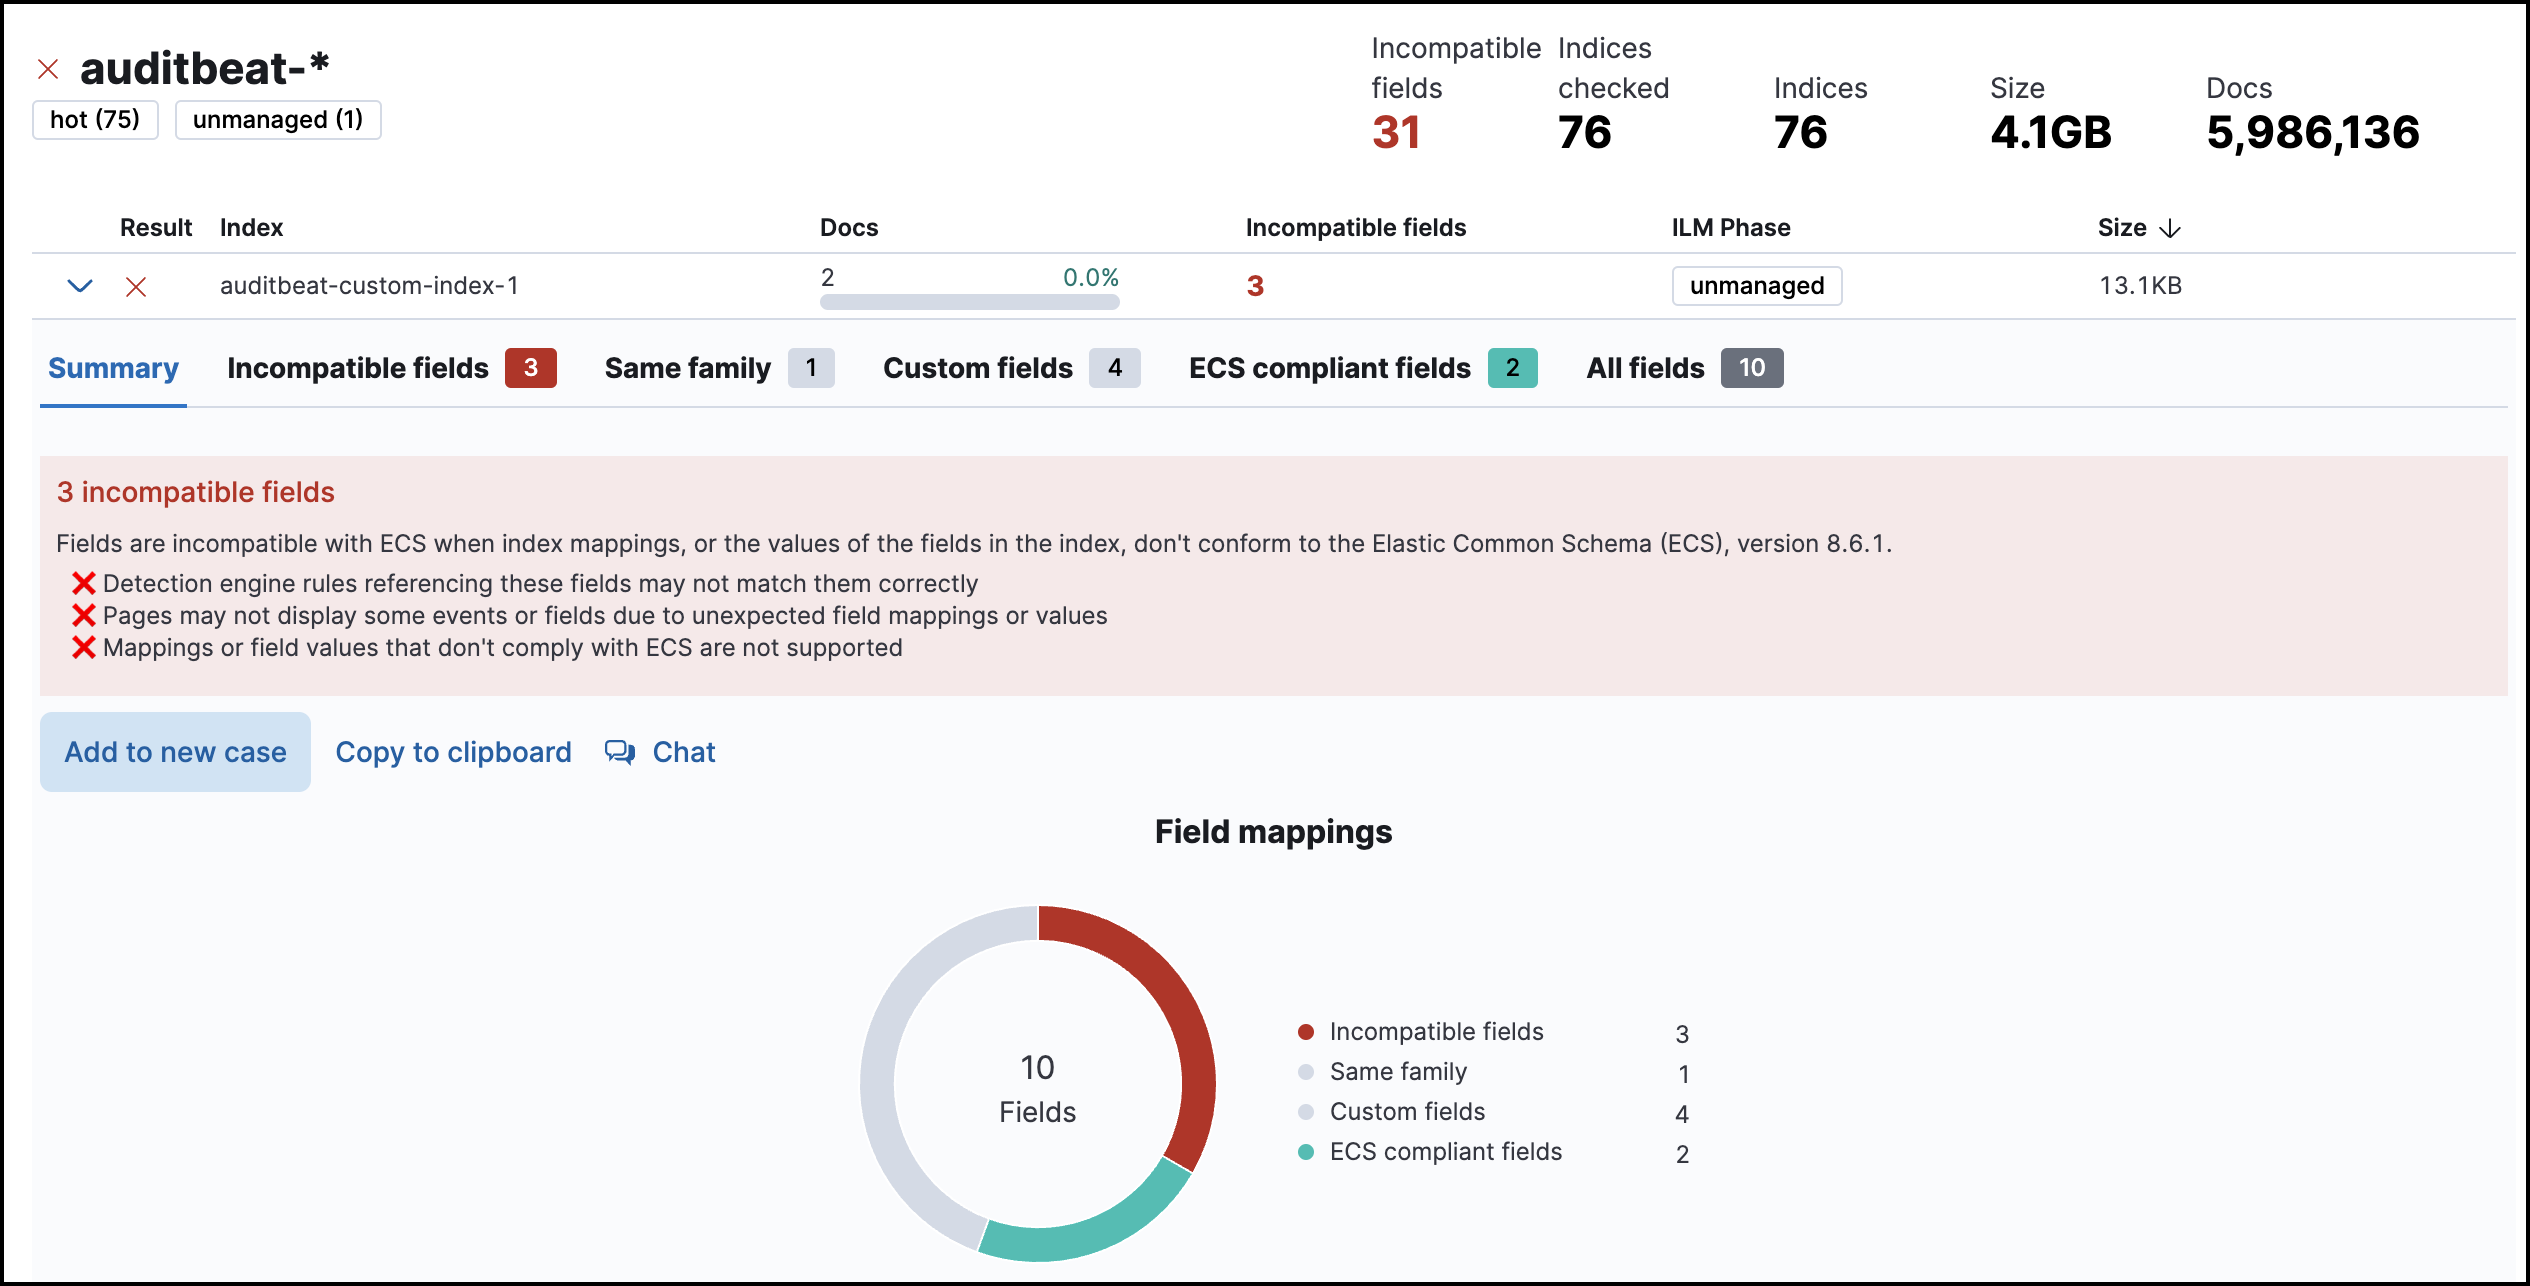 auditbeat-*
hot (75) unmanaged (1)
Incompatible fields
31
Indices checked
76
Indices
76
Size
4.1GB
Docs
5,986,136
Result Index Docs Incompatible fields ILM Phase Size
auditbeat-custom-index-1 2 0.0% 3 unmanaged 13.1KB
Summary Incompatible fields 3 Same family 1 Custom fields 4 ECS compliant fields 2 All fields 10
3 incompatible fields
Fields are incompatible with ECS when index mappings, or the values of the fields in the index, don't conform to the Elastic Common Schema (ECS), version 8.6.1.
❌ Detection engine rules referencing these fields may not match them correctly
❌ Pages may not display some events or fields due to unexpected field mappings or values
❌ Mappings or field values that don't comply with ECS are not supported
Add to new case Copy to clipboard Chat
Field mappings
10
Fields
Incompatible fields 3
Same family 1
Custom fields 4
ECS compliant fields 2